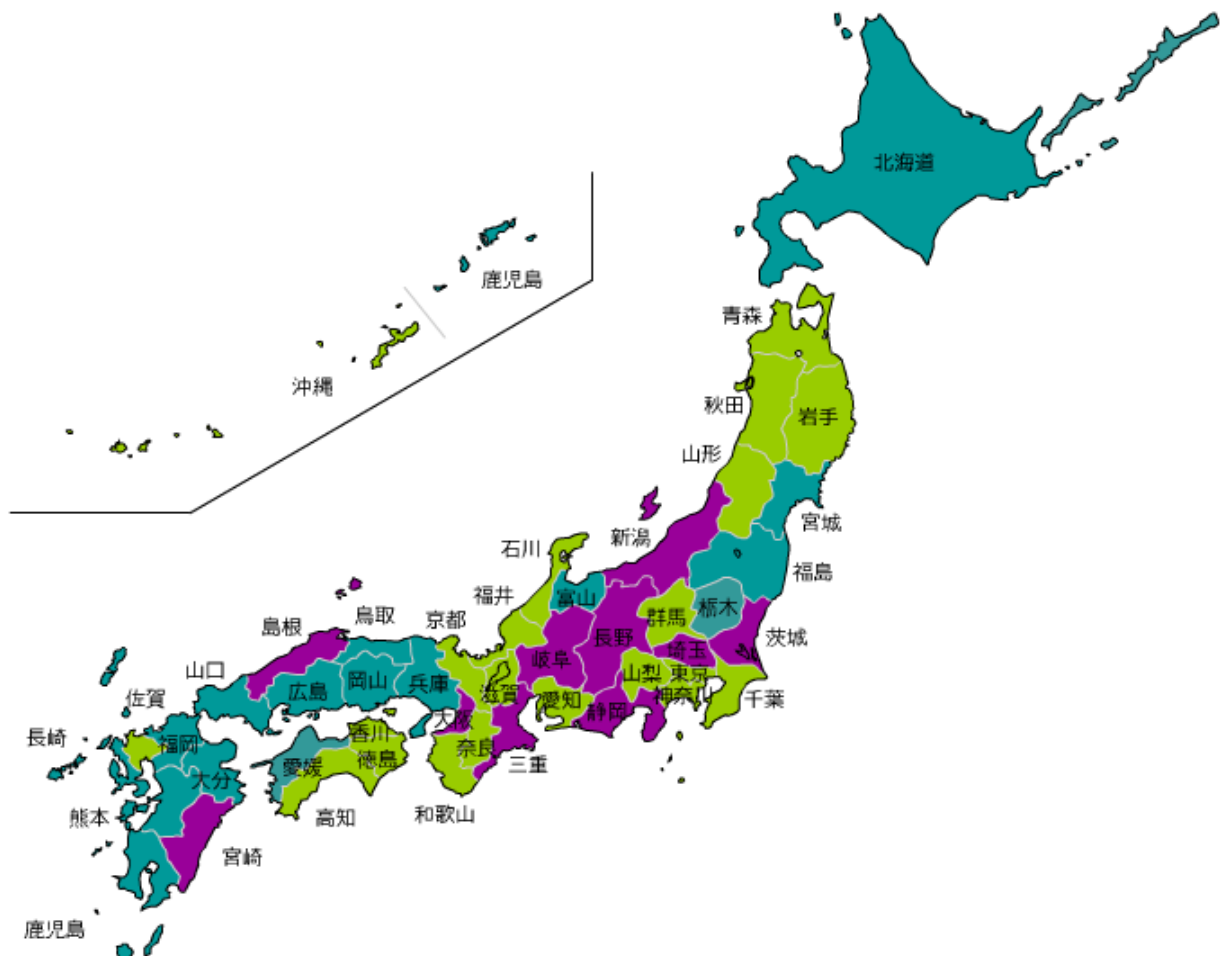 北海道
鹿児島
青森
沖縄
秋田
岩手
山形
宮城
新潟
石川
福島
福井
富山
栃木
群馬
鳥取
京都
島根
長野
茨城
埼玉
岐阜
山口
山梨
東京
岡山
兵庫
広島
滋賀
佐賀
愛知
神奈川
千葉
静岡
大阪
香川
長崎
福岡
奈良
徳島
三重
愛媛
大分
熊本
高知
和歌山
宮崎
鹿児島